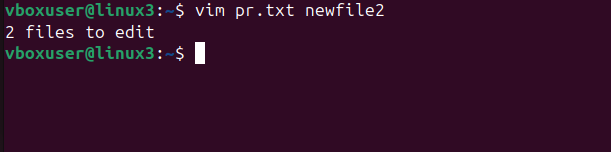 vboxuser@linux3:~$ vim pr.txt newfile2
2 files to edit
vboxuser@linux3:~$